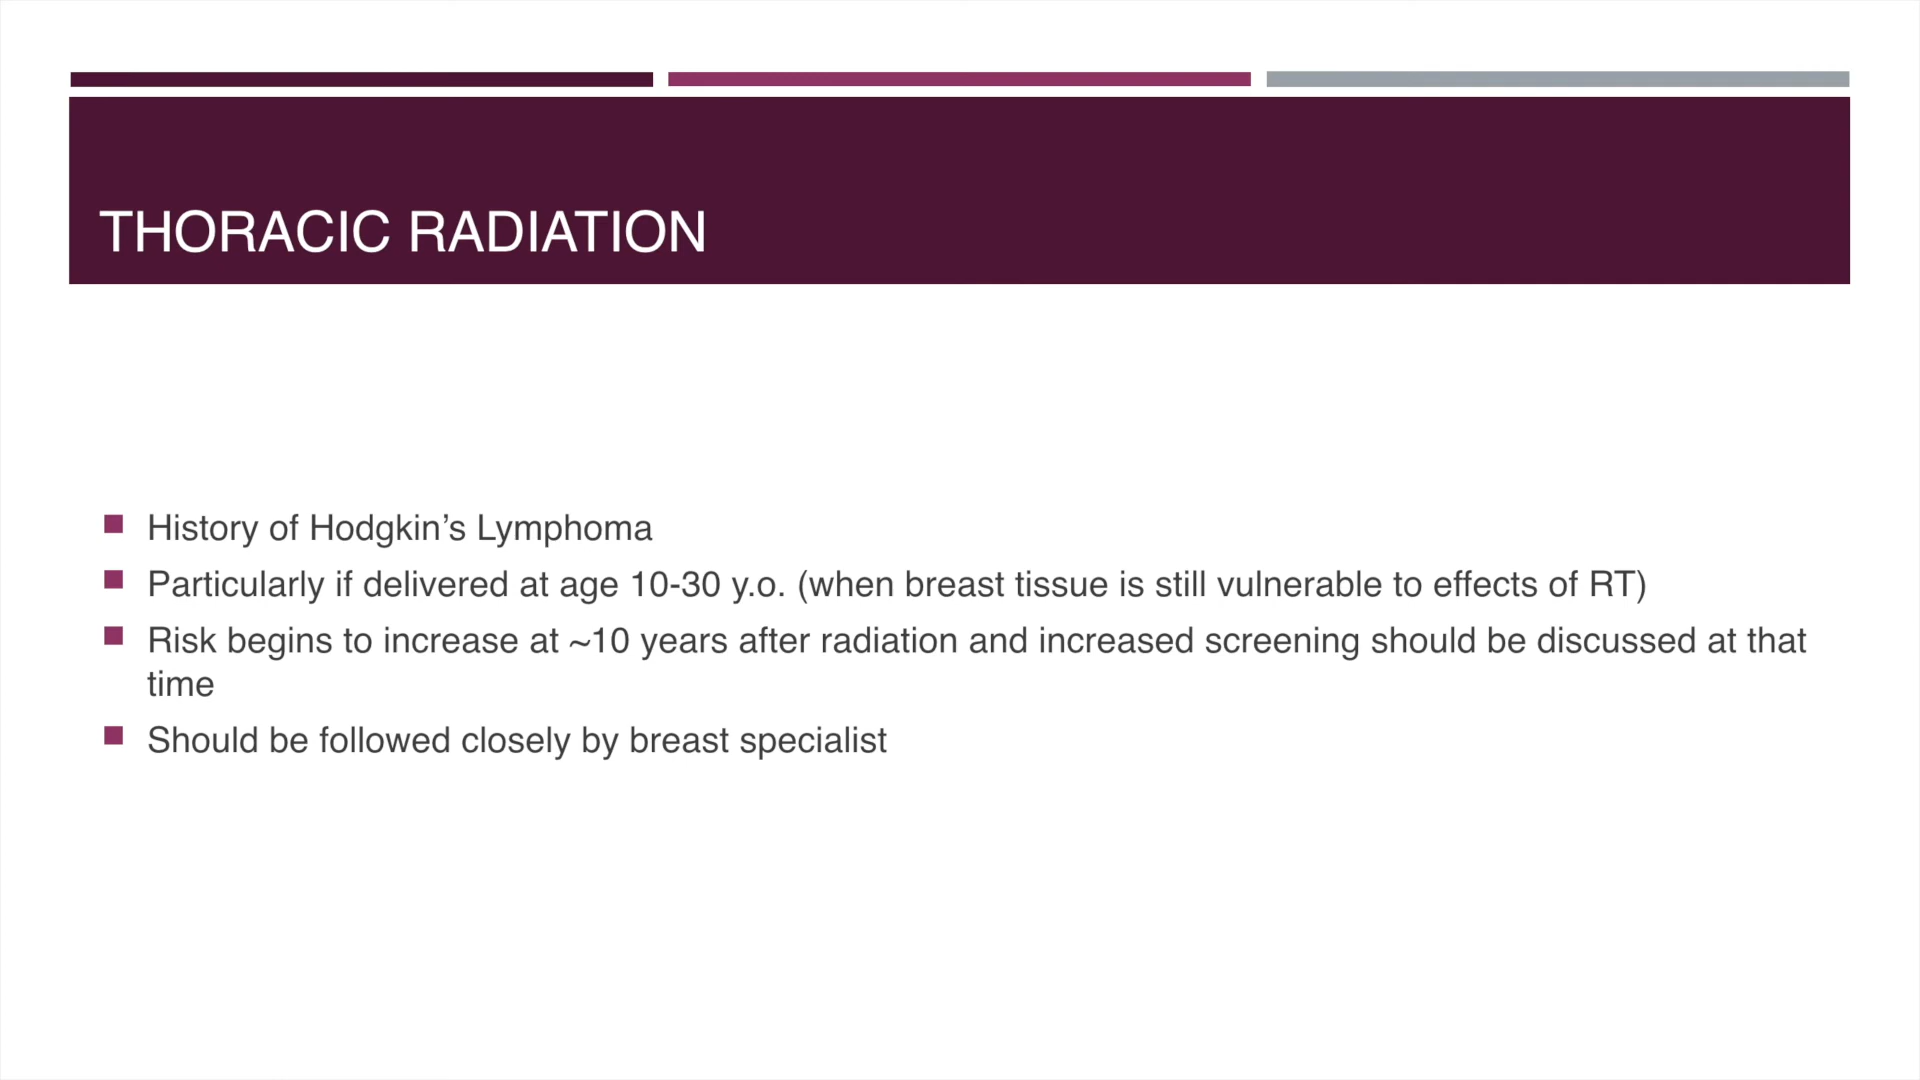 THORACIC RADIATION
History of Hodgkin’s Lymphoma
Particularly if delivered at age 10-30 y.o. (when breast tissue is still vulnerable to effects of RT)
Risk begins to increase at ~10 years after radiation and increased screening should be discussed at that
time
Should be followed closely by breast specialist